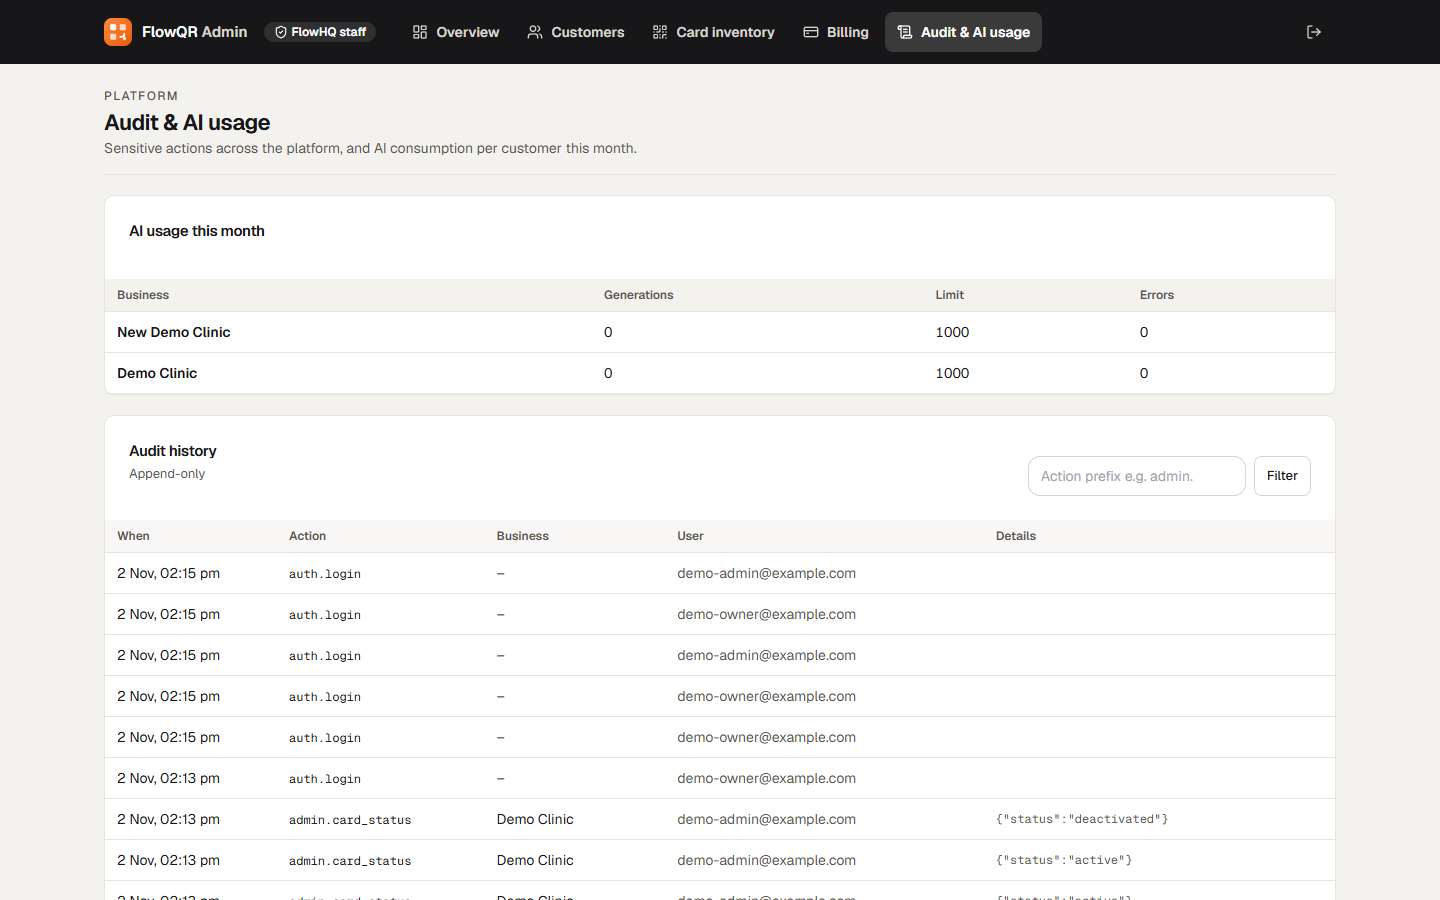 FlowQR Admin FlowHQ staff Overview Customers Card inventory Billing Audit & AI usage
PLATFORM
Audit & AI usage
Sensitive actions across the platform, and AI consumption per customer this month.
AI usage this month
Business Generations Limit Errors
New Demo Clinic 0 1000 0
Demo Clinic 0 1000 0
Audit history
Append-only
Action prefix e.g. admin. Filter
When Action Business User Details
2 Nov, 02:15 pm auth.login – demo-admin@example.com
2 Nov, 02:15 pm auth.login – demo-owner@example.com
2 Nov, 02:15 pm auth.login – demo-admin@example.com
2 Nov, 02:15 pm auth.login – demo-owner@example.com
2 Nov, 02:15 pm auth.login – demo-owner@example.com
2 Nov, 02:13 pm auth.login – demo-owner@example.com
2 Nov, 02:13 pm admin.card_status Demo Clinic demo-admin@example.com {"status":"deactivated"}
2 Nov, 02:13 pm admin.card_status Demo Clinic demo-admin@example.com {"status":"active"}